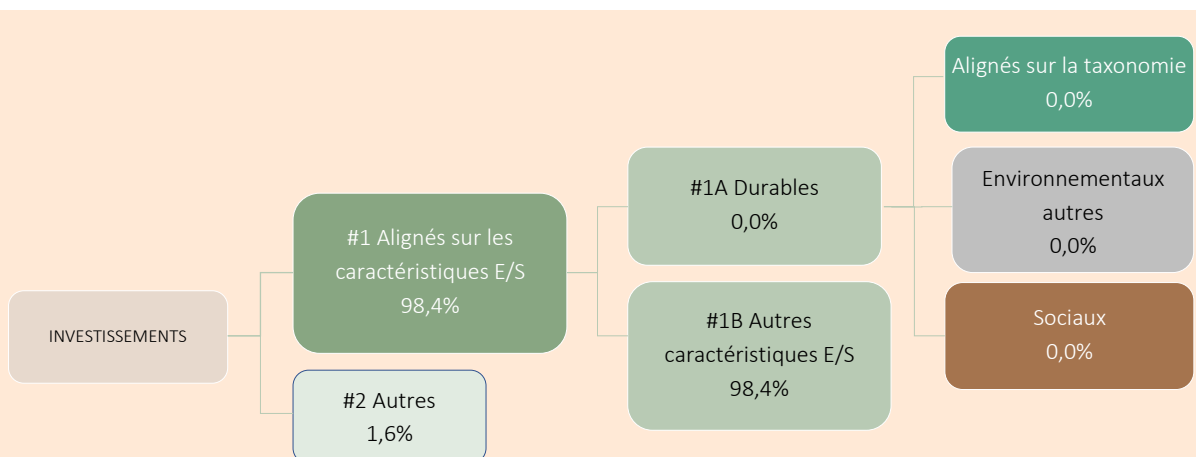 INVESTISSEMENTS
#1 Alignés sur les
caractéristiques E/S
98,4%
#2 Autres
1,6%
#1A Durables
0,0%
#1B Autres
caractéristiques E/S
98,4%
Alignés sur la taxonomie
0,0%
Environnementaux
autres
0,0%
Sociaux
0,0%